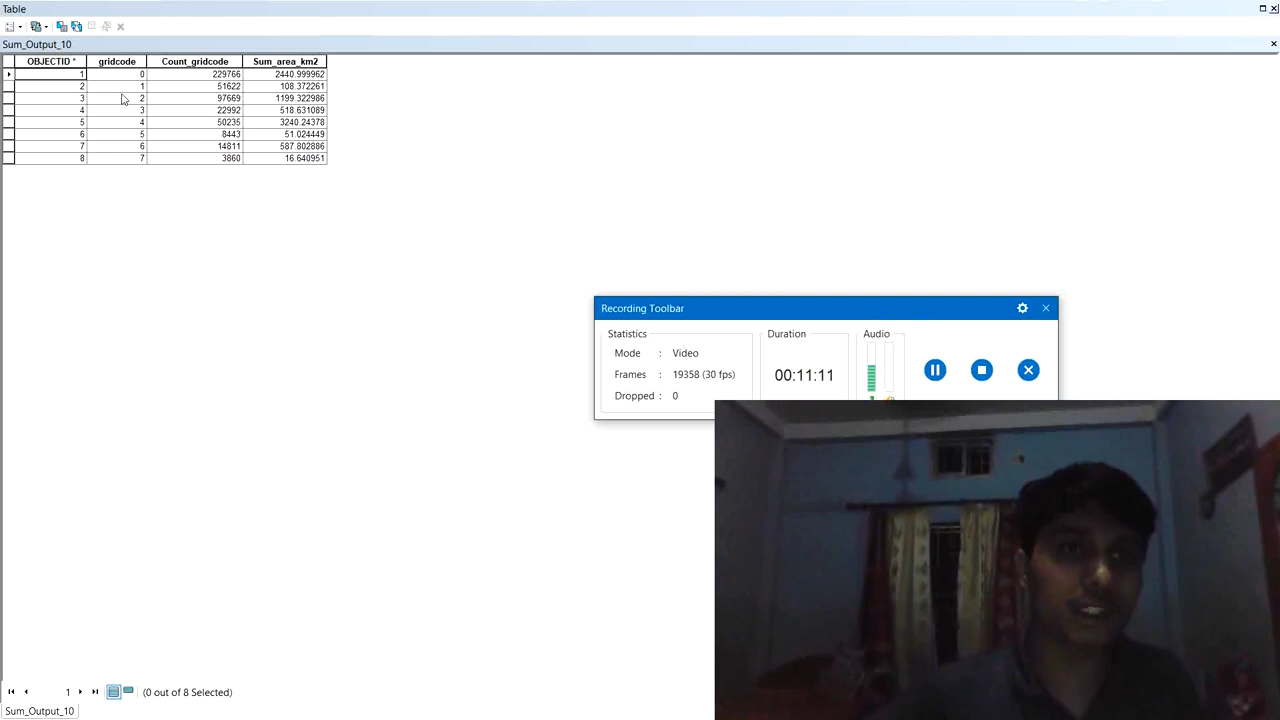 Table
Sum_Output_10
OBJECTID * gridcode Count_gridcode Sum_area_km2
1 0 229766 2440.999962
2 1 51622 108.372261
3 2 97669 1199.322986
4 3 22992 518.631089
5 4 50235 3240.24378
6 5 8443 51.024449
7 6 14811 587.802886
8 7 3860 16.640951
Recording Toolbar
Statistics Duration Audio
Mode : Video
Frames : 19358 (30 fps) 00:11:11
Dropped : 0
1 (0 out of 8 Selected)
Sum_Output_10